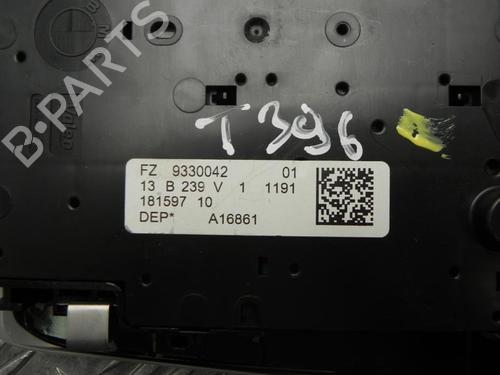 B-PARTS
T396
FZ 9330042 01
13 B 239 V 1 1191
181597 10
DEP* A16861